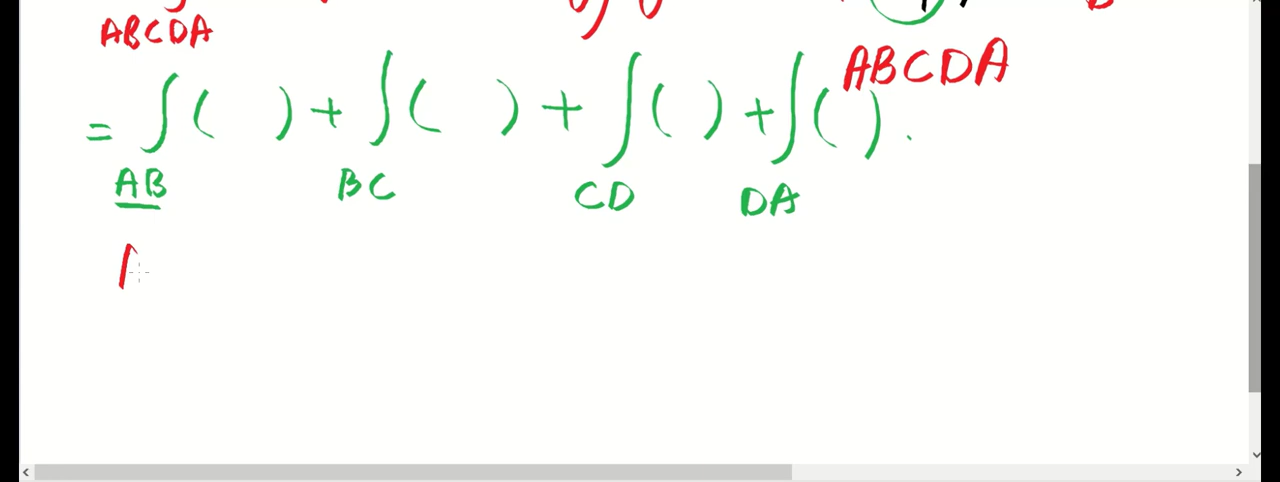 ABCDA
ABCDA
= ∫( ) + ∫( ) + ∫( ) + ∫( ).
AB BC CD DA